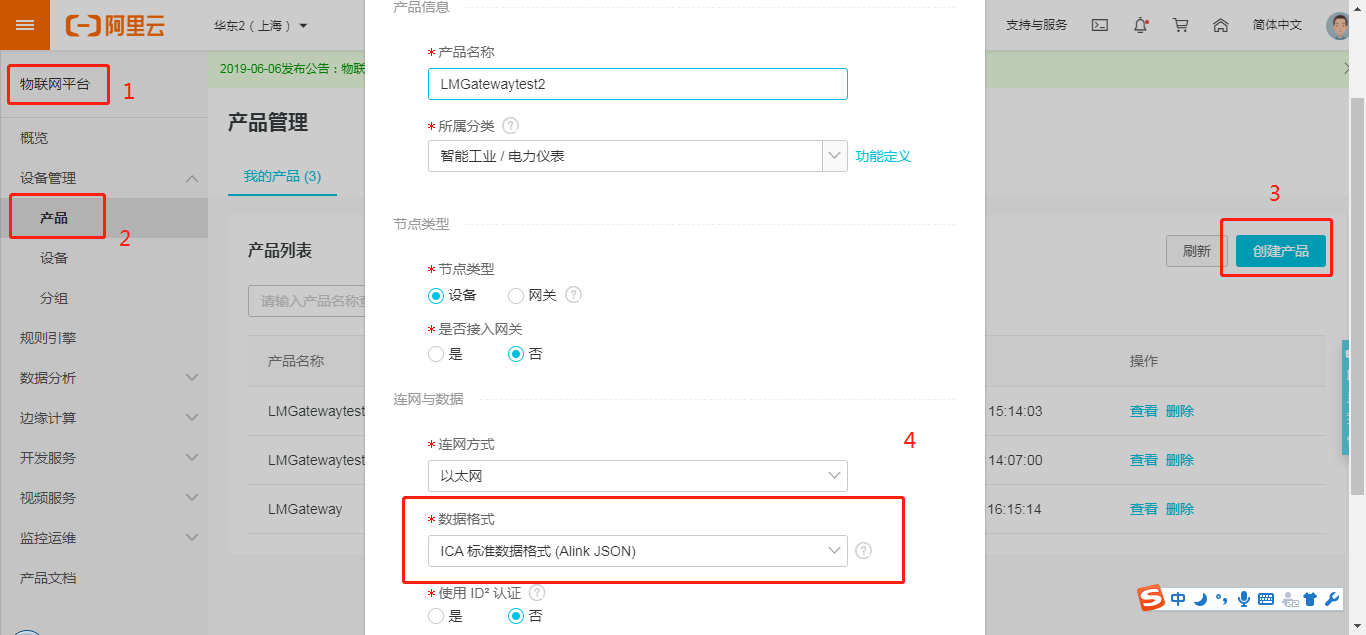 阿里云
华东2（上海）
支持与服务
简体中文
物联网平台
1
概览
设备管理
产品
2
设备
分组
规则引擎
数据分析
边缘计算
开发服务
视频服务
监控运维
产品文档
2019-06-06发布公告：物联
产品管理
我的产品 (3)
产品列表
请输入产品名称
产品名称
LMGatewaytest
LMGatewaytest
LMGateway
产品信息
*产品名称
LMGatewaytest2
*所属分类 ?
智能工业 / 电力仪表
功能定义
节点类型
*节点类型
设备 网关 ?
*是否接入网关
是 否
连网与数据
*连网方式
以太网
4
*数据格式
ICA 标准数据格式 (Alink JSON) ?
*使用 ID² 认证 ?
是 否
3
刷新 创建产品
操作
15:14:03 查看 删除
14:07:00 查看 删除
16:15:14 查看 删除
S 中